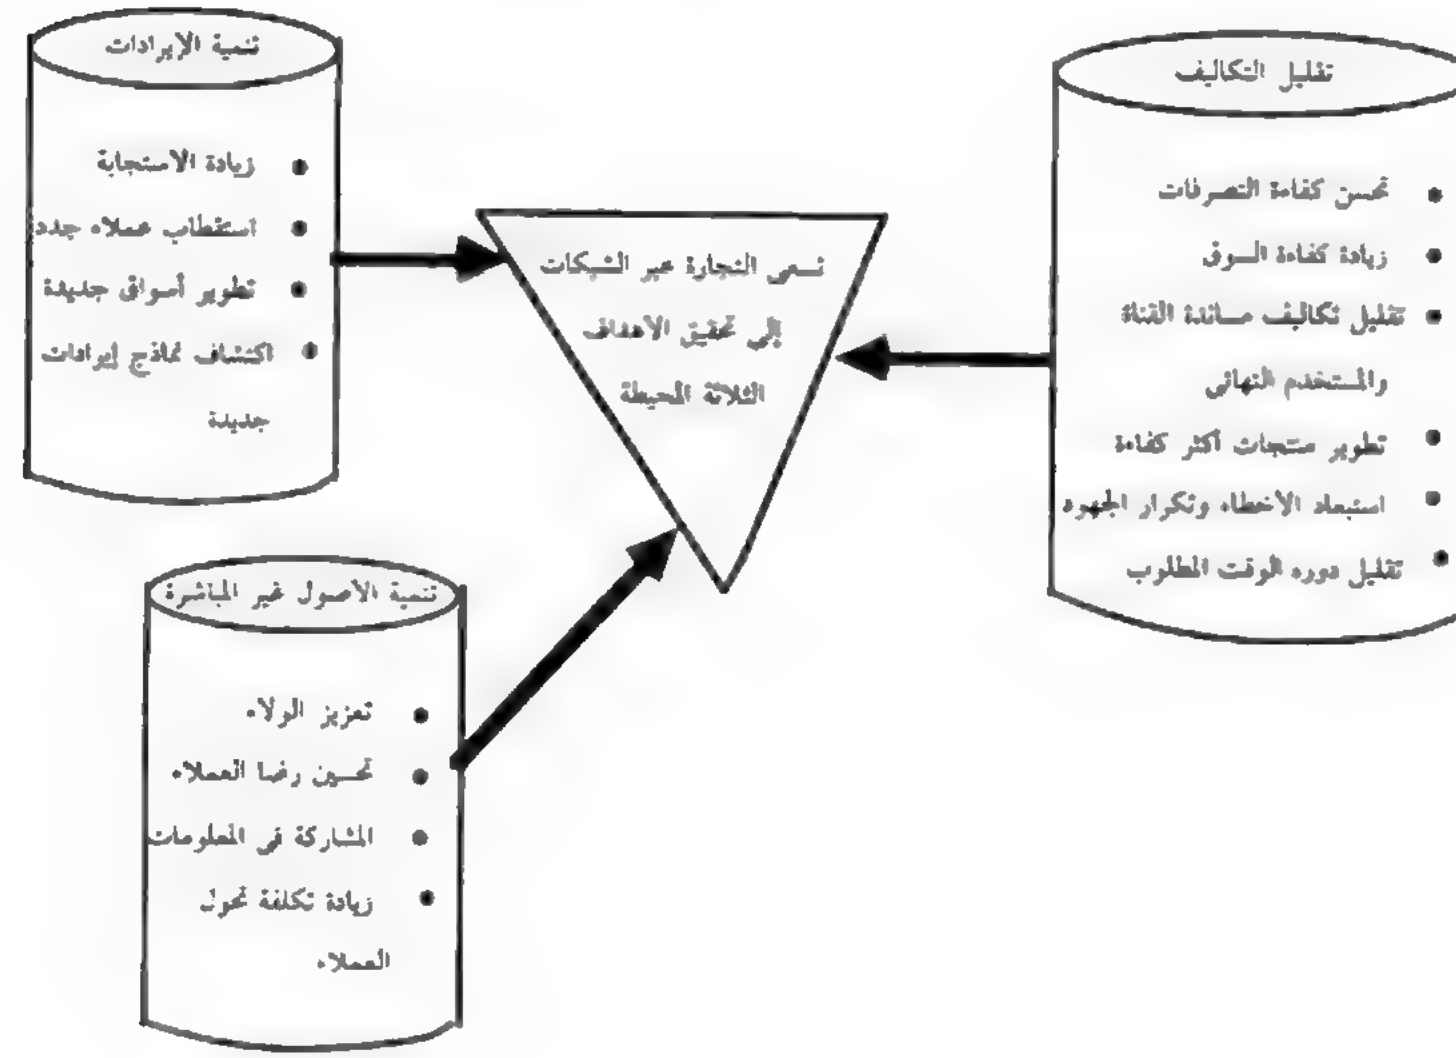 تقليل التكاليف
تحسن كفاءة التصرفات
زيادة كفاءة السوق
تقليل تكاليف مساندة القناة
والمستخدم النهائى
تطوير منتجات أكثر كفاءة
استبعاد الأخطاء وتكرار الجهود
تقليل دوره الوقت المطلوب
تنمية الإيرادات
زيادة الاستجابة
استقطاب عملاء جدد
تطوير أسواق جديدة
اكتشاف نماذج إيرادات
جديدة
تسعى التجارة عبر الشبكات
إلى تحقيق الأهداف
الثلاثة المحيطة
تنمية الأصول غير المباشرة
تعزيز الولاء
تحسين رضا العملاء
المشاركة في المعلومات
زيادة تكلفة تحول
العملاء